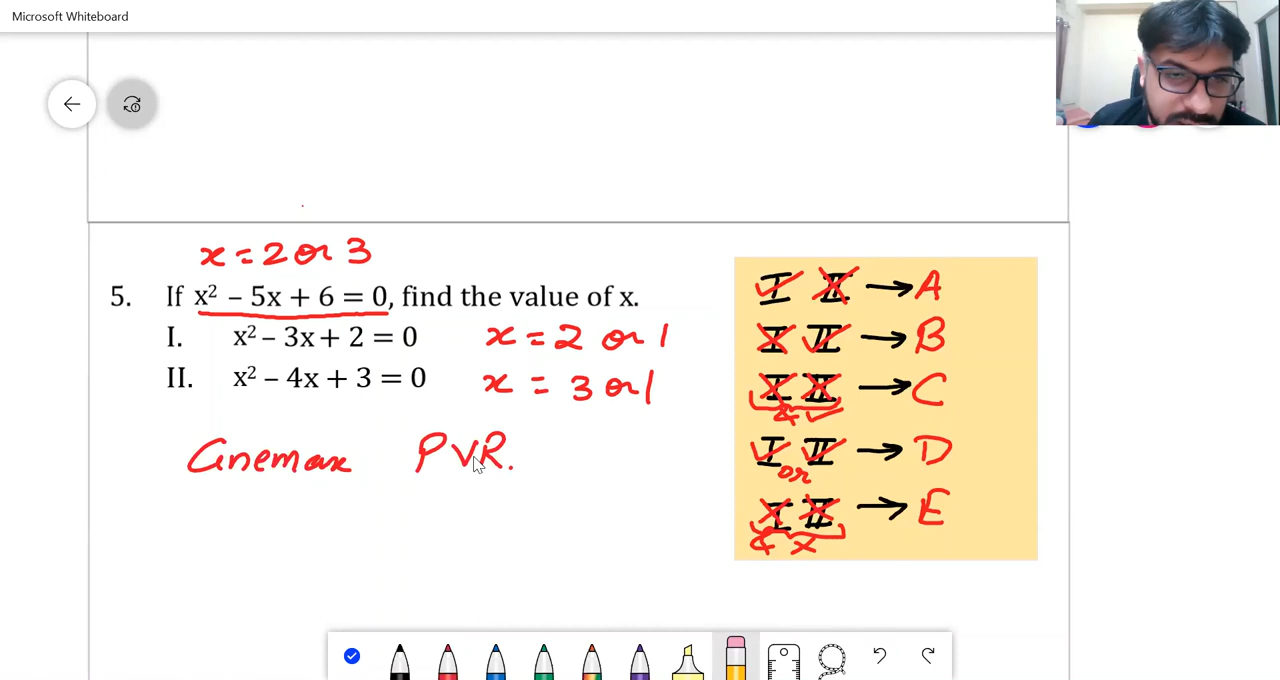 Microsoft Whiteboard
x = 2 or 3
5. If x² – 5x + 6 = 0, find the value of x.
I. x² – 3x + 2 = 0 x = 2 or 1
II. x² – 4x + 3 = 0 x = 3 or 1
Cinemax PVR.
I II → A
I II → B
I II → C
&
I II → D
or
I II → E
&